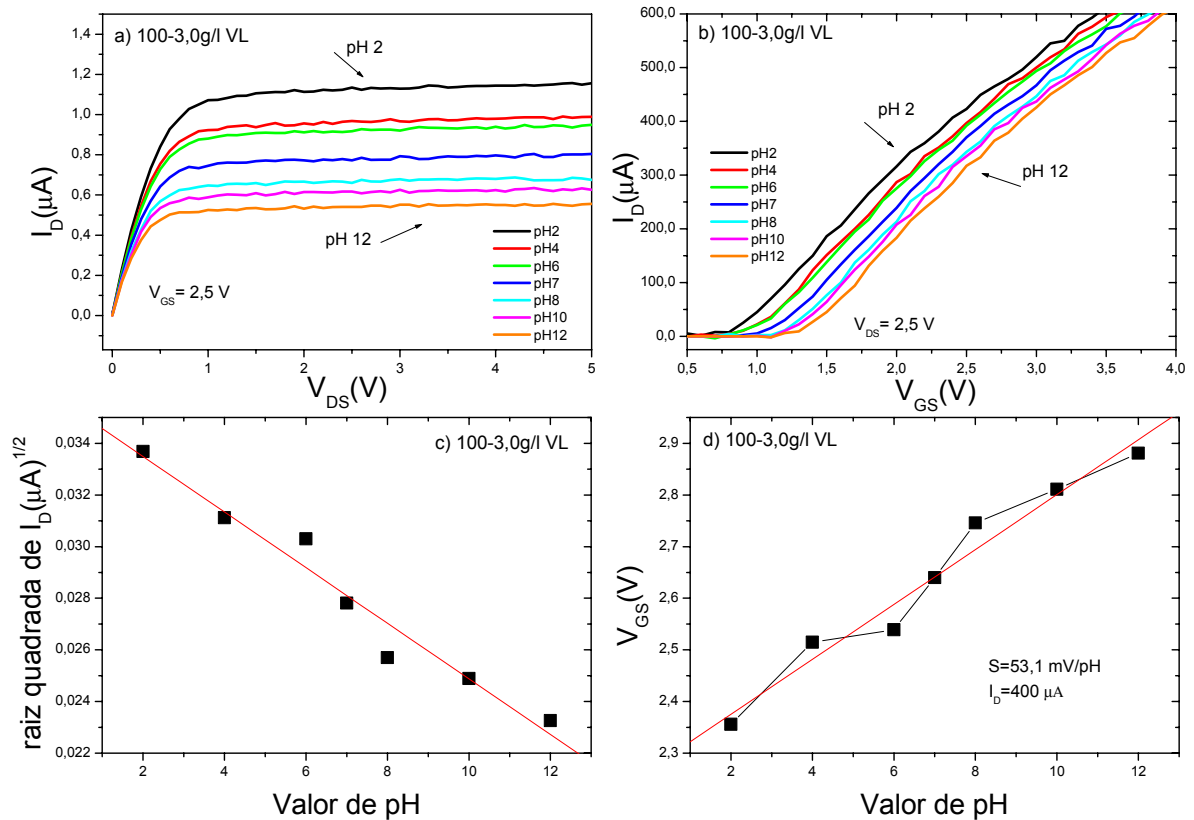 a) 100-3,0g/l VL
pH 2
pH 12
V_GS= 2,5 V
pH2
pH4
pH6
pH7
pH8
pH10
pH12
1,4
1,2
1,0
0,8
0,6
0,4
0,2
0,0
I_D(μA)
0 1 2 3 4 5
V_DS(V)
b) 100-3,0g/l VL
pH 2
pH 12
pH2
pH4
pH6
pH7
pH8
pH10
pH12
V_DS = 2,5 V
600,0
500,0
400,0
300,0
200,0
100,0
0,0
I_D(μA)
0,5 1,0 1,5 2,0 2,5 3,0 3,5 4,0
V_GS(V)
c) 100-3,0g/l VL
0,034
0,032
0,030
0,028
0,026
0,024
0,022
raiz quadrada de I_D(μA)^1/2
2 4 6 8 10 12
Valor de pH
d) 100-3,0g/l VL
2,9
2,8
2,7
2,6
2,5
2,4
2,3
V_GS(V)
S=53,1 mV/pH
I_D=400 μA
2 4 6 8 10 12
Valor de pH